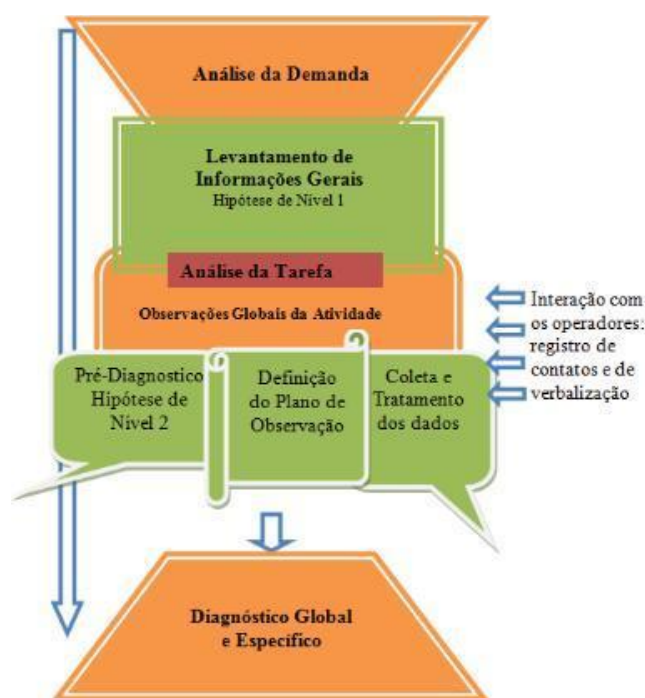 Análise da Demanda
Levantamento de
Informações Gerais
Hipótese de Nível 1
Análise da Tarefa
Observações Globais da Atividade
Interação com
os operadores:
registro de
contatos e de
verbalização
Pré-Diagnostico
Hipótese de
Nível 2
Definição
do Plano de
Observação
Coleta e
Tratamento
dos dados
Diagnóstico Global
e Específico